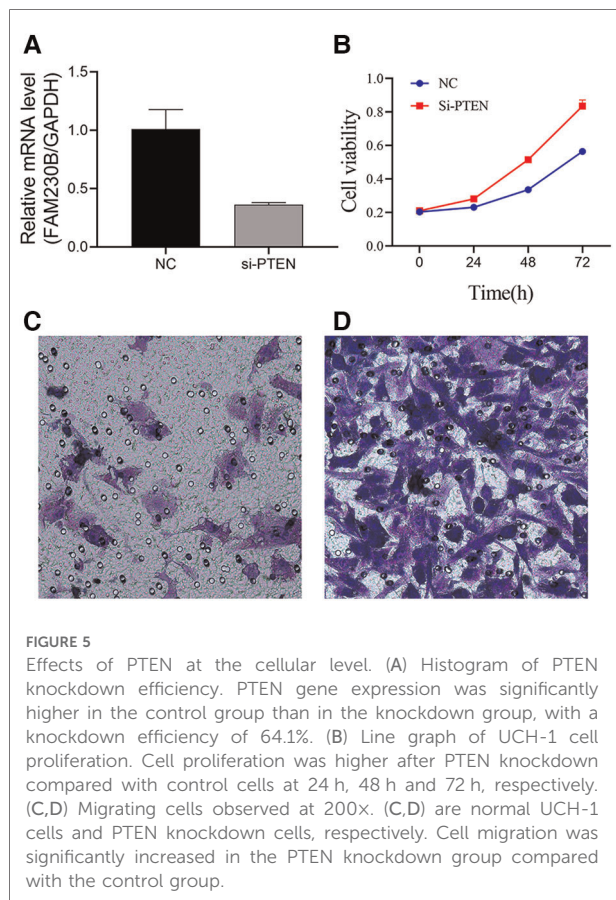 A
Relative mRNA level
(FAM230B/GAPDH)
1.5
1.0
0.5
0.0
NC
si-PTEN
B
NC
Si-PTEN
Cell viability
1.0
0.8
0.6
0.4
0.2
0.0
0
24
48
72
Time(h)
C
D
FIGURE 5
Effects of PTEN at the cellular level. (A) Histogram of PTEN
knockdown efficiency. PTEN gene expression was significantly
higher in the control group than in the knockdown group, with a
knockdown efficiency of 64.1%. (B) Line graph of UCH-1 cell
proliferation. Cell proliferation was higher after PTEN knockdown
compared with control cells at 24 h, 48 h and 72 h, respectively.
(C,D) Migrating cells observed at 200×. (C,D) are normal UCH-1
cells and PTEN knockdown cells, respectively. Cell migration was
significantly increased in the PTEN knockdown group compared
with the control group.